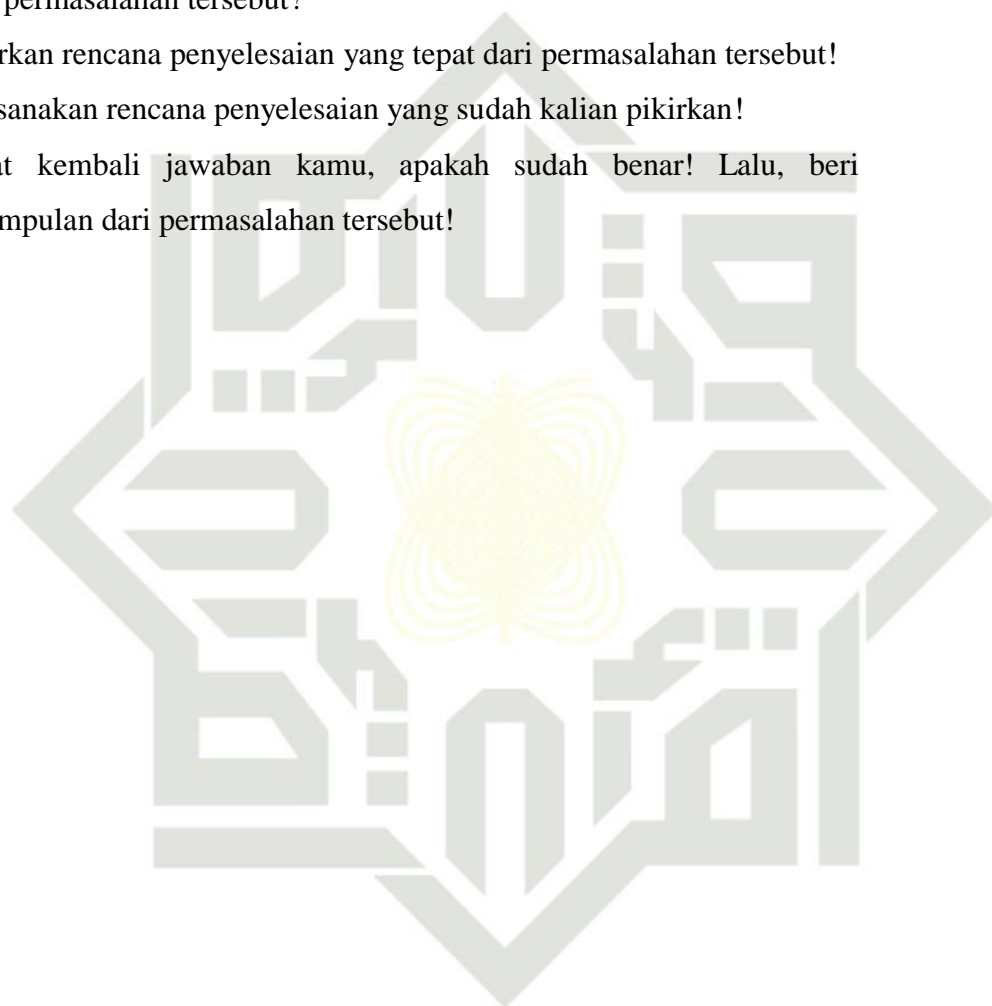 permasalahan tersebut?
rkan rencana penyelesaian yang tepat dari permasalahan tersebut!
sanakan rencana penyelesaian yang sudah kalian pikirkan!
at kembali jawaban kamu, apakah sudah benar! Lalu, beri
mpulan dari permasalahan tersebut!